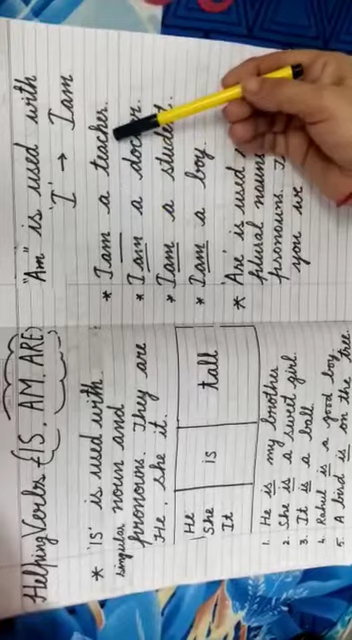 Helping Verbs - (IS, AM, ARE)
* 'IS' is used with
singular noun and
pronouns. They are
He, she it.
He
She is tall
It
1. He is my brother
2. She is a sweet girl.
3. It is a ball
4. Rahul is a good boy
5. A bird is on the tree.
"Am" is used with
'I' → I am
* I am a teacher.
* I am a doctor.
* I am a student.
* I am a boy.
* 'Are' is used
plural nouns
pronouns.
you we